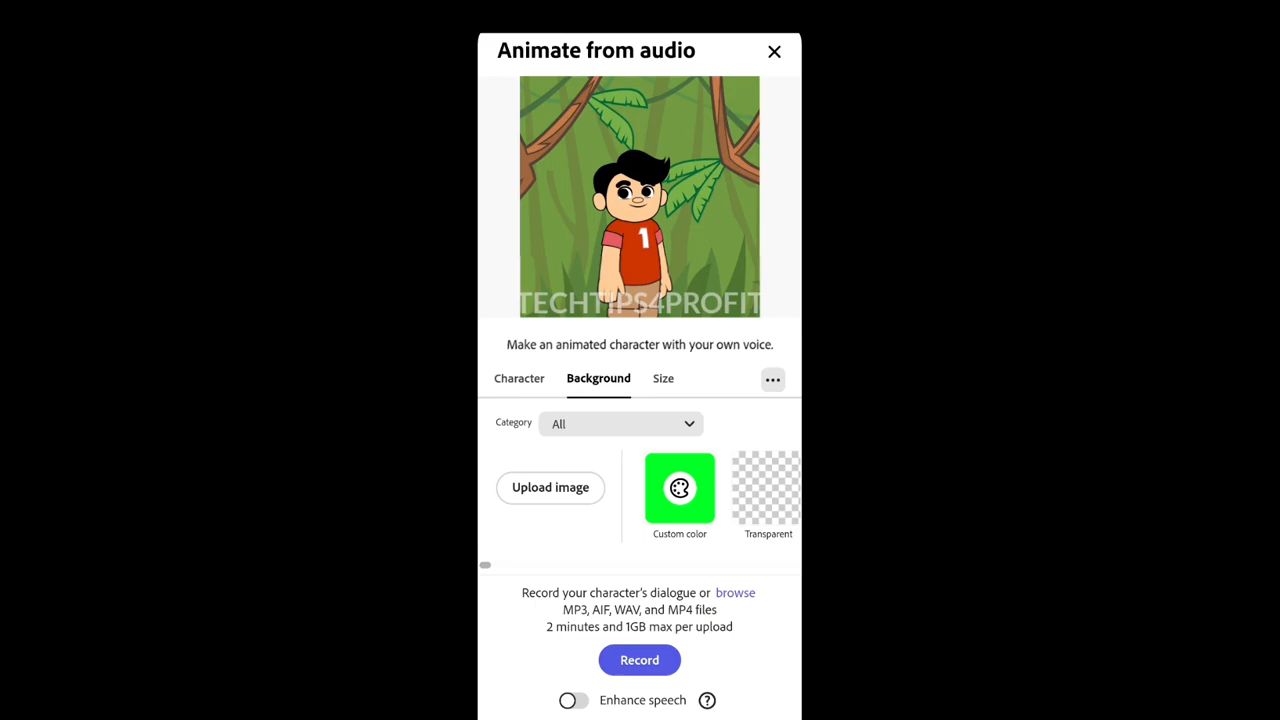 Animate from audio
1
TECHTIPS4PROFIT
Make an animated character with your own voice.
Character Background Size
Category All
Upload image
Custom color Transparent
Record your character's dialogue or browse
MP3, AIF, WAV, and MP4 files
2 minutes and 1GB max per upload
Record
Enhance speech ?